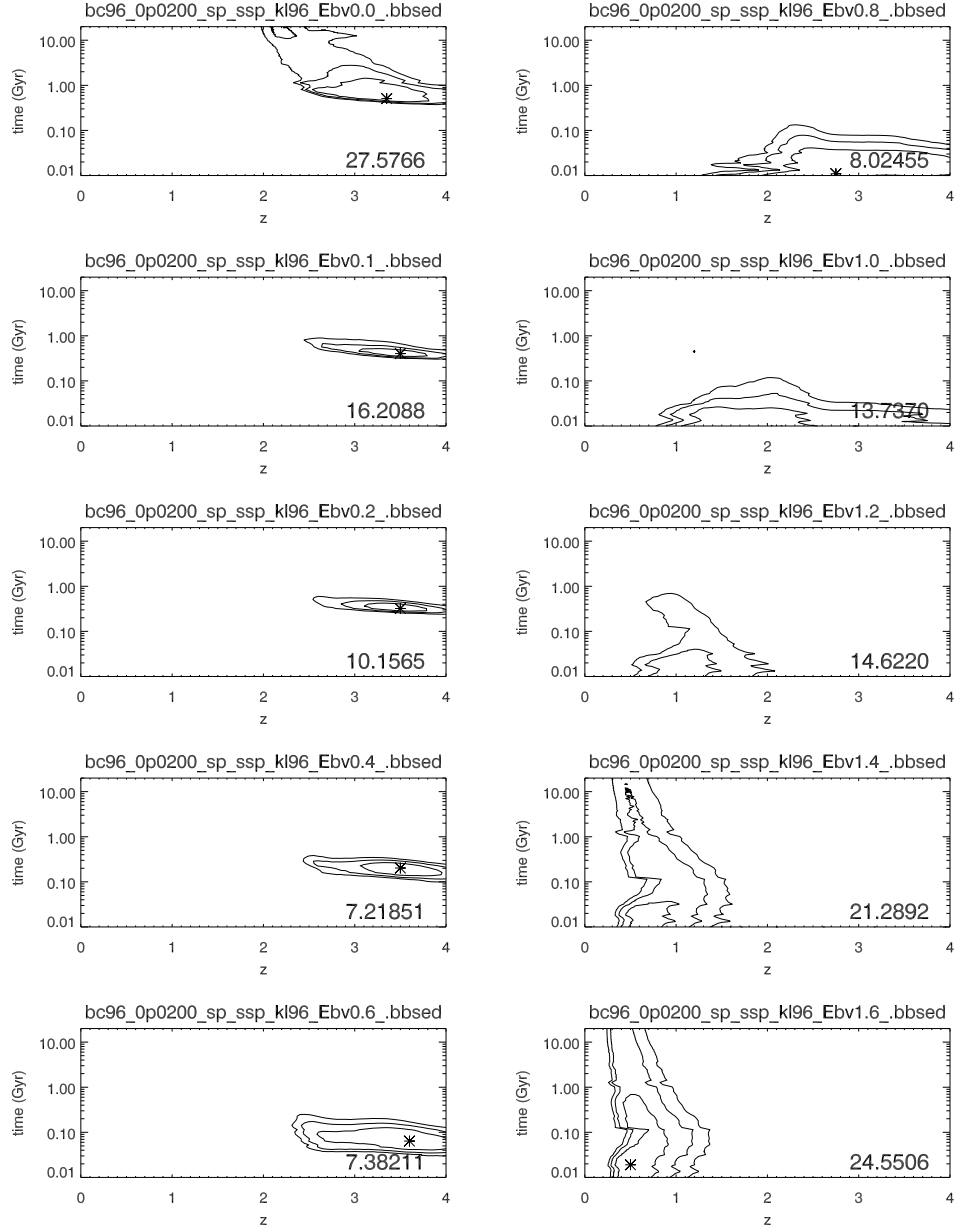 bc96_0p0200_sp_ssp_kl96_Ebv0.0_.bbsed
time (Gyr)
10.00
1.00
0.10
0.01
27.5766
0 1 2 3 4
z
bc96_0p0200_sp_ssp_kl96_Ebv0.8_.bbsed
time (Gyr)
10.00
1.00
0.10
0.01
8.02455
0 1 2 3 4
z
bc96_0p0200_sp_ssp_kl96_Ebv0.1_.bbsed
time (Gyr)
10.00
1.00
0.10
0.01
16.2088
0 1 2 3 4
z
bc96_0p0200_sp_ssp_kl96_Ebv1.0_.bbsed
time (Gyr)
10.00
1.00
0.10
0.01
13.7370
0 1 2 3 4
z
bc96_0p0200_sp_ssp_kl96_Ebv0.2_.bbsed
time (Gyr)
10.00
1.00
0.10
0.01
10.1565
0 1 2 3 4
z
bc96_0p0200_sp_ssp_kl96_Ebv1.2_.bbsed
time (Gyr)
10.00
1.00
0.10
0.01
14.6220
0 1 2 3 4
z
bc96_0p0200_sp_ssp_kl96_Ebv0.4_.bbsed
time (Gyr)
10.00
1.00
0.10
0.01
7.21851
0 1 2 3 4
z
bc96_0p0200_sp_ssp_kl96_Ebv1.4_.bbsed
time (Gyr)
10.00
1.00
0.10
0.01
21.2892
0 1 2 3 4
z
bc96_0p0200_sp_ssp_kl96_Ebv0.6_.bbsed
time (Gyr)
10.00
1.00
0.10
0.01
7.38211
0 1 2 3 4
z
bc96_0p0200_sp_ssp_kl96_Ebv1.6_.bbsed
time (Gyr)
10.00
1.00
0.10
0.01
24.5506
0 1 2 3 4
z